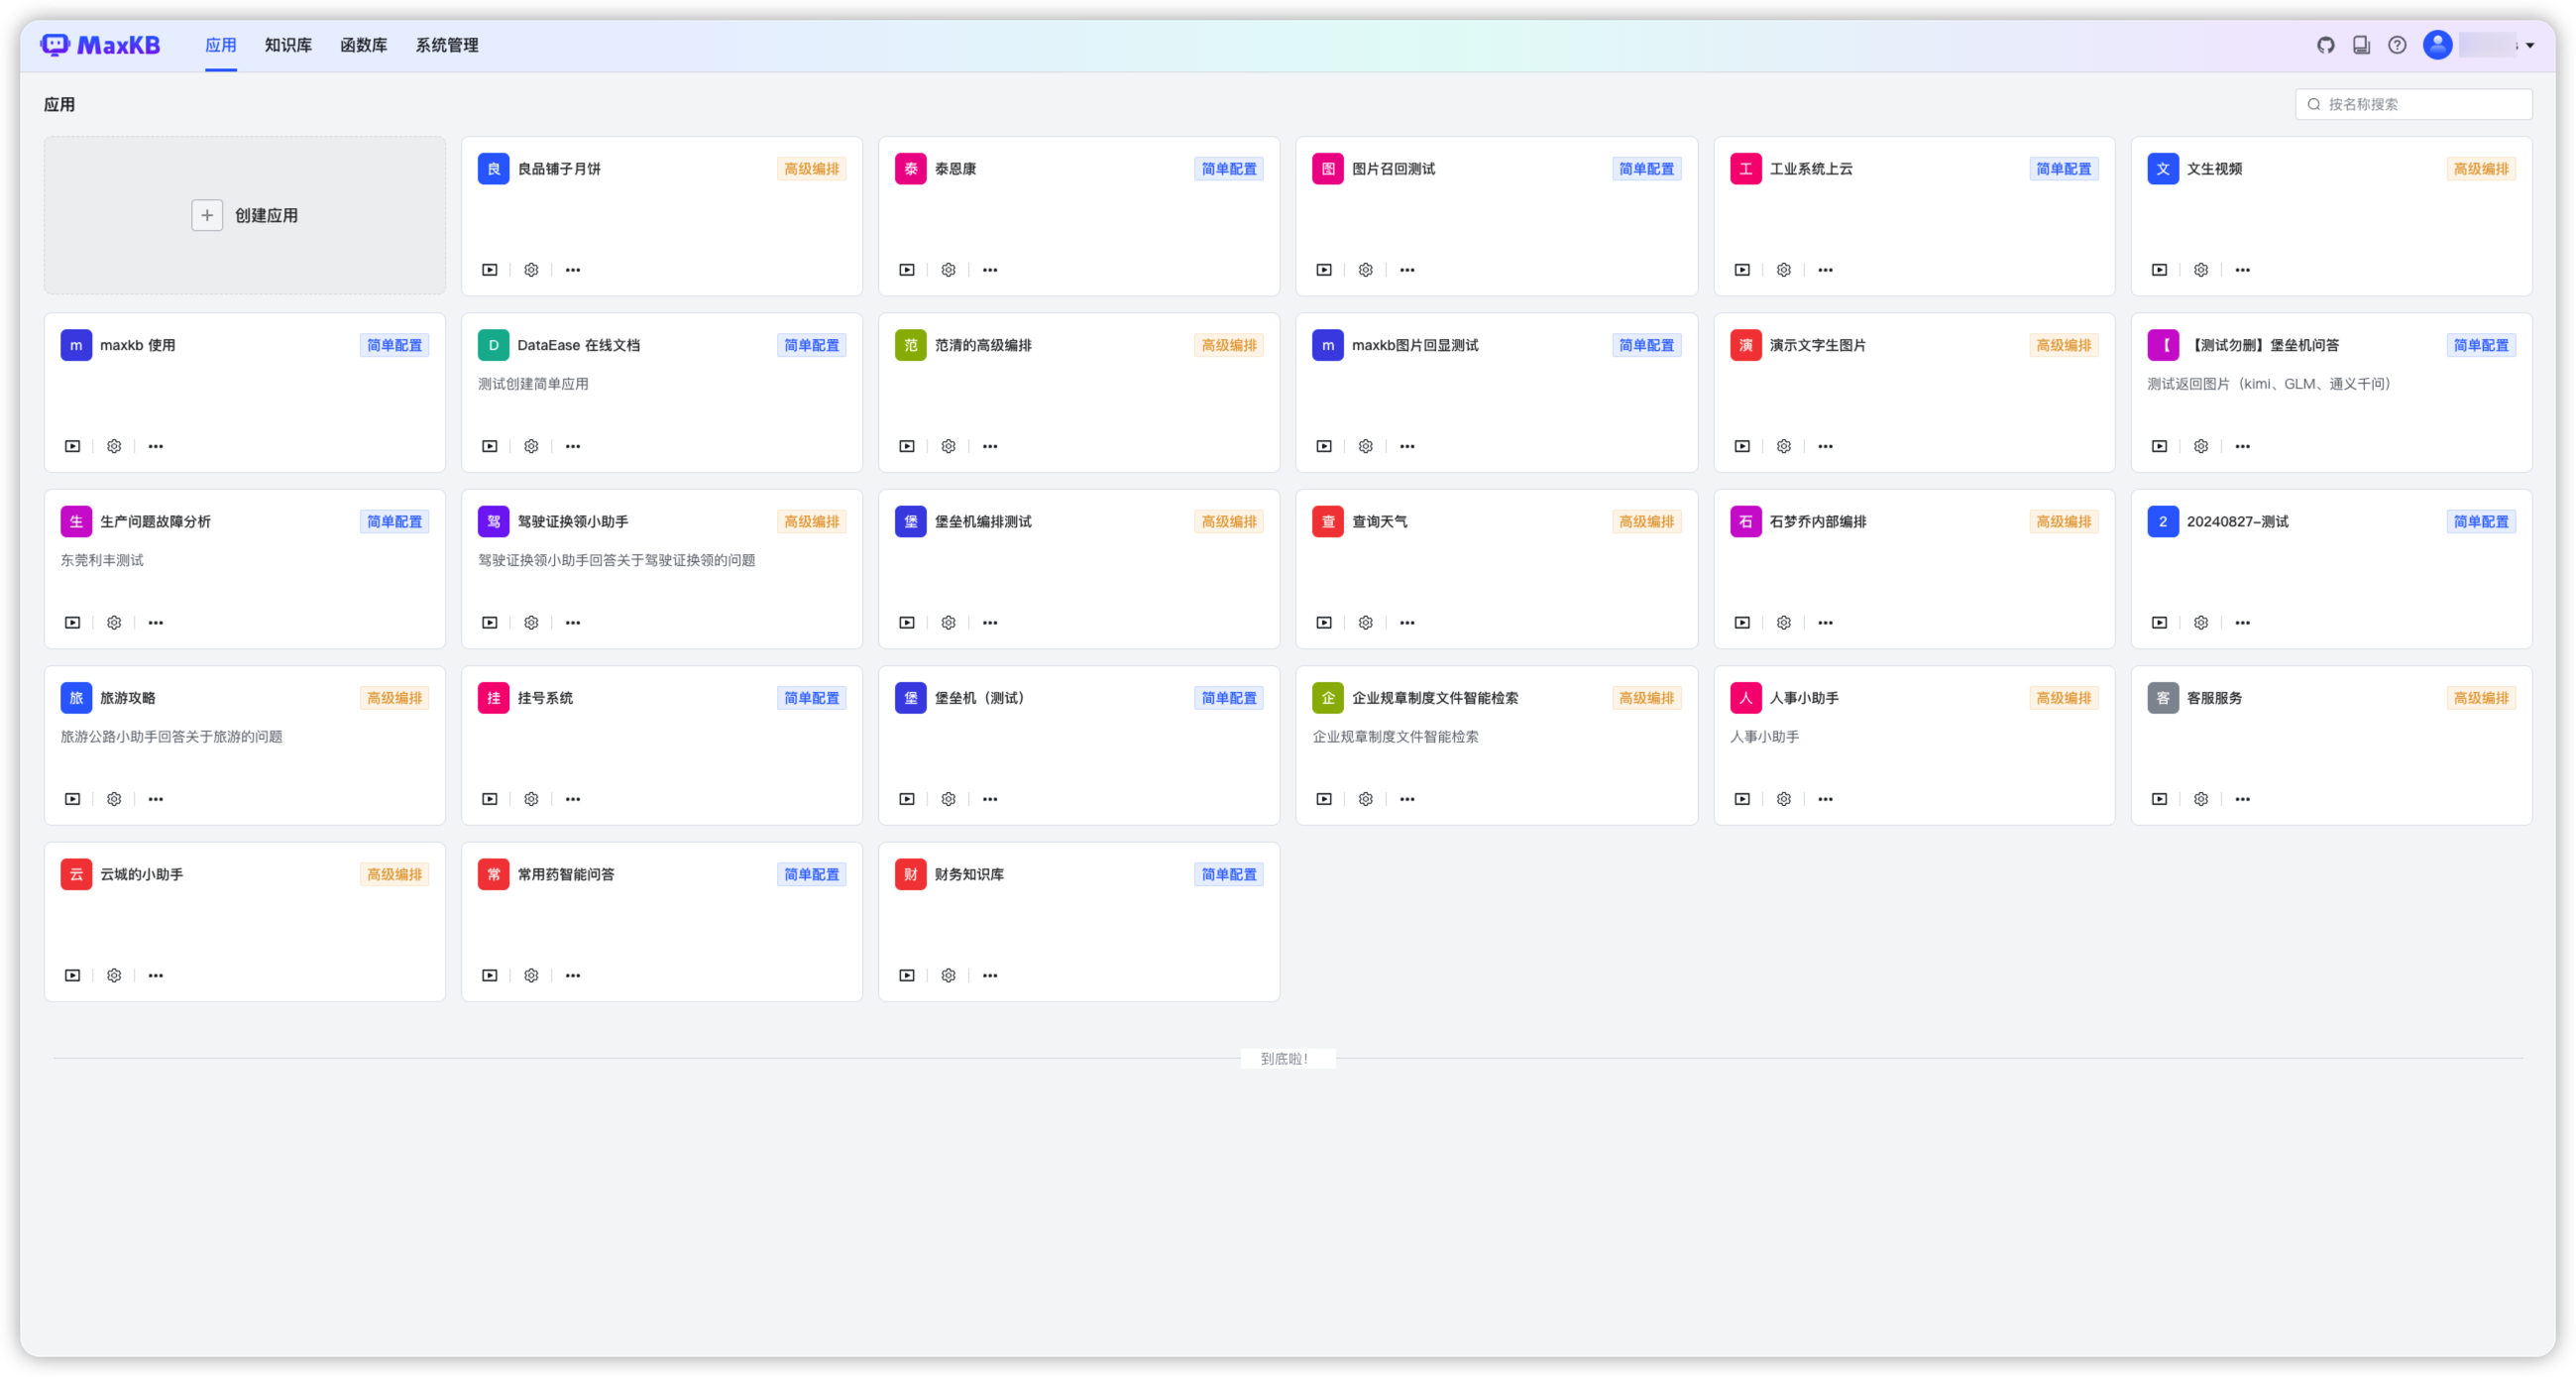 MaxKB 应用 知识库 函数库 系统管理
应用
按名称搜索
创建应用
良 良品铺子月饼 高级编排
泰 泰恩康 简单配置
图 图片召回测试 简单配置
工 工业系统上云 简单配置
文 文生视频 高级编排
m maxkb 使用 简单配置
D DataEase 在线文档 简单配置
测试创建简单应用
范 范清的高级编排 高级编排
m maxkb图片回显测试 简单配置
演 演示文字生图片 高级编排
【 【测试勿删】堡垒机问答 简单配置
测试返回图片（kimi、GLM、通义千问）
生 生产问题故障分析 简单配置
东莞利丰测试
驾 驾驶证换领小助手 高级编排
驾驶证换领小助手回答关于驾驶证换领的问题
堡 堡垒机编排测试 高级编排
查 查询天气 高级编排
石 石梦乔内部编排 高级编排
2 20240827-测试 简单配置
旅 旅游攻略 高级编排
旅游公路小助手回答关于旅游的问题
挂 挂号系统 简单配置
堡 堡垒机（测试） 简单配置
企 企业规章制度文件智能检索 高级编排
企业规章制度文件智能检索
人 人事小助手 高级编排
人事小助手
客 客服服务 高级编排
云 云城的小助手 高级编排
常 常用药智能问答 简单配置
财 财务知识库 简单配置
到底啦！